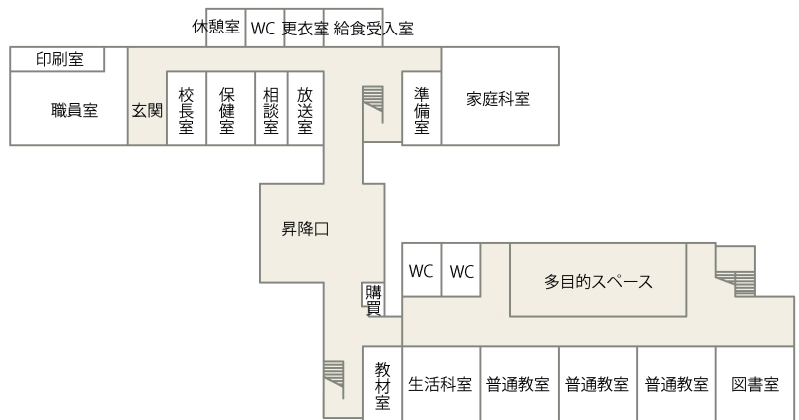 休憩室
WC
更衣室
給食受入室
印刷室
職員室
玄関
校長室
保健室
相談室
放送室
準備室
家庭科室
昇降口
購買
WC
WC
多目的スペース
教材室
生活科室
普通教室
普通教室
普通教室
図書室